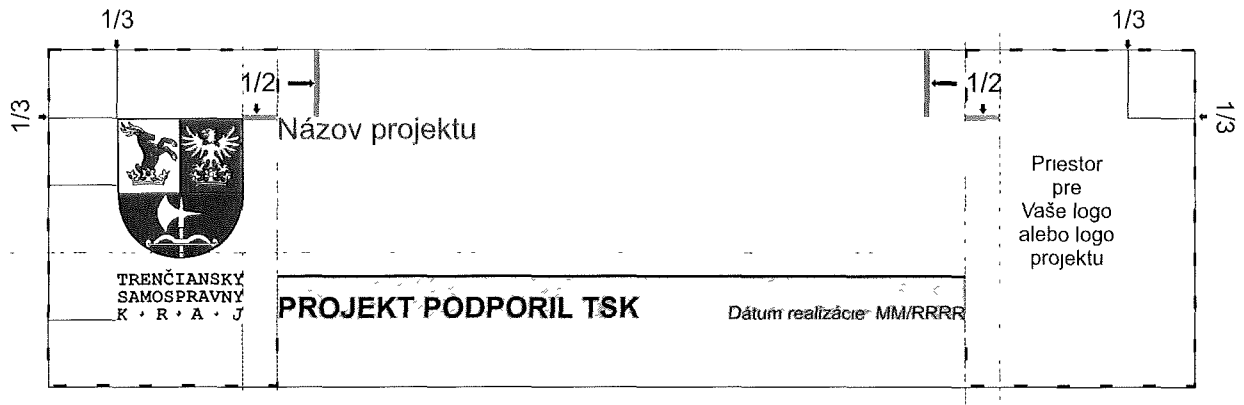 1/3
1/3
1/2
1/2
1/3
1/3
Názov projektu
Priestor
pre
Vaše logo
alebo logo
projektu
TRENČIANSKY
SAMOSPRAVNY
K · R · A · J
PROJEKT PODPORIL TSK
Dátum realizácie MM/RRRR